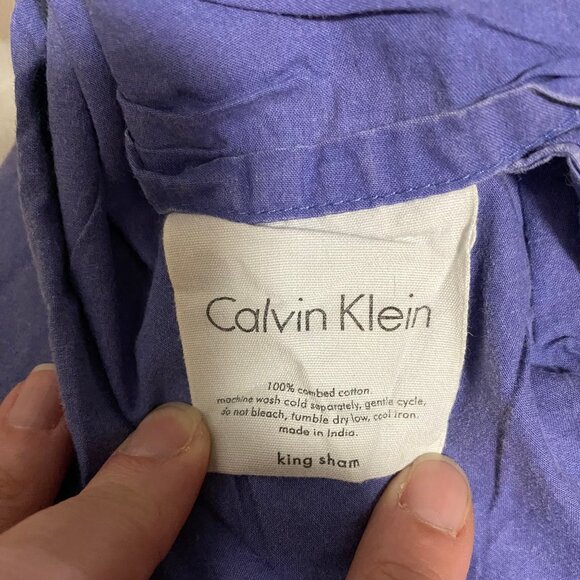 Calvin Klein
100% combed cotton
machine wash cold separately, gentle cycle,
do not bleach, tumble dry low, cool iron.
made in India.
king sham